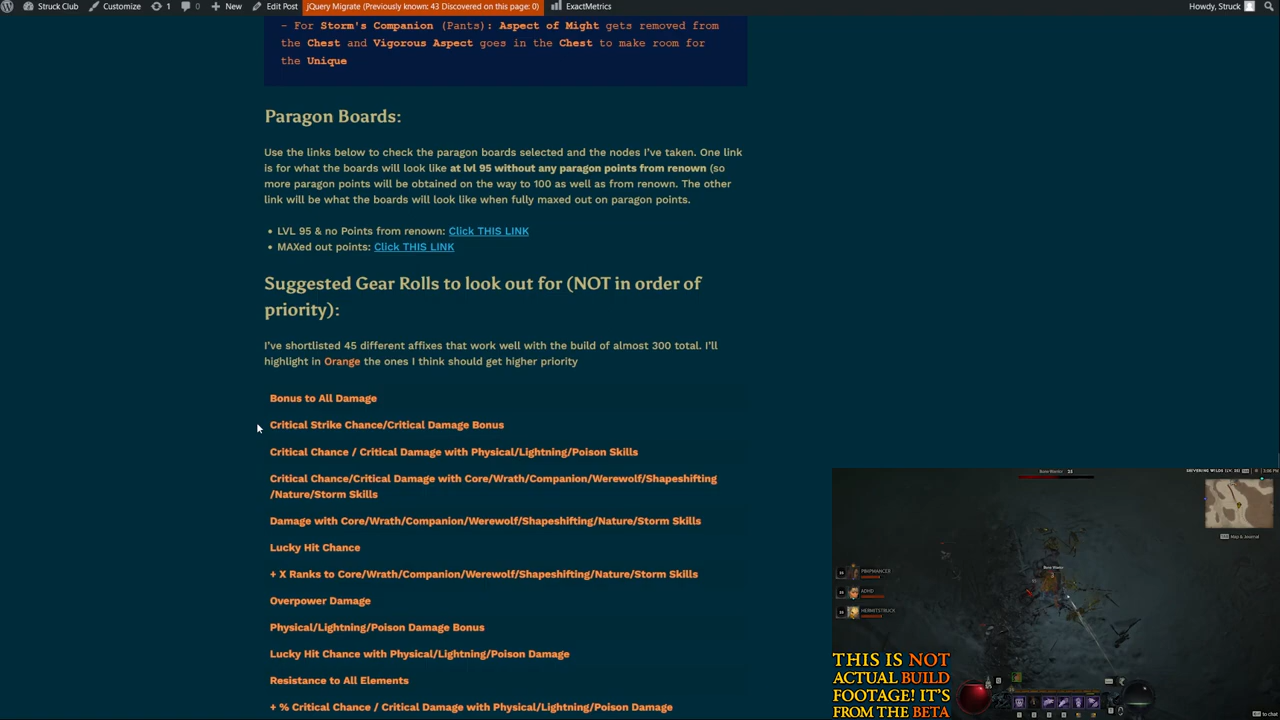 Struck Club Customize 1 0 New Edit Post jQuery Migrate (Previously known: 43 Discovered on this page: 0) ExactMetrics Howdy, Struck
– For Storm's Companion (Pants): Aspect of Might gets removed from
the Chest and Vigorous Aspect goes in the Chest to make room for
the Unique
Paragon Boards:
Use the links below to check the paragon boards selected and the nodes I've taken. One link
is for what the boards will look like at lvl 95 without any paragon points from renown (so
more paragon points will be obtained on the way to 100 as well as from renown. The other
link will be what the boards will look like when fully maxed out on paragon points.
• LVL 95 & no Points from renown: Click THIS LINK
• MAXed out points: Click THIS LINK
Suggested Gear Rolls to look out for (NOT in order of
priority):
I've shortlisted 45 different affixes that work well with the build of almost 300 total. I'll
highlight in Orange the ones I think should get higher priority
Bonus to All Damage
Critical Strike Chance/Critical Damage Bonus
Critical Chance / Critical Damage with Physical/Lightning/Poison Skills
Critical Chance/Critical Damage with Core/Wrath/Companion/Werewolf/Shapeshifting
/Nature/Storm Skills
Damage with Core/Wrath/Companion/Werewolf/Shapeshifting/Nature/Storm Skills
Lucky Hit Chance
+ X Ranks to Core/Wrath/Companion/Werewolf/Shapeshifting/Nature/Storm Skills
Overpower Damage
Physical/Lightning/Poison Damage Bonus
Lucky Hit Chance with Physical/Lightning/Poison Damage
Resistance to All Elements
+ % Critical Chance / Critical Damage with Physical/Lightning/Poison Damage
Map & Journal
HERMITSTRUCK
THIS IS NOT
ACTUAL BUILD
FOOTAGE! IT'S
FROM THE BETA